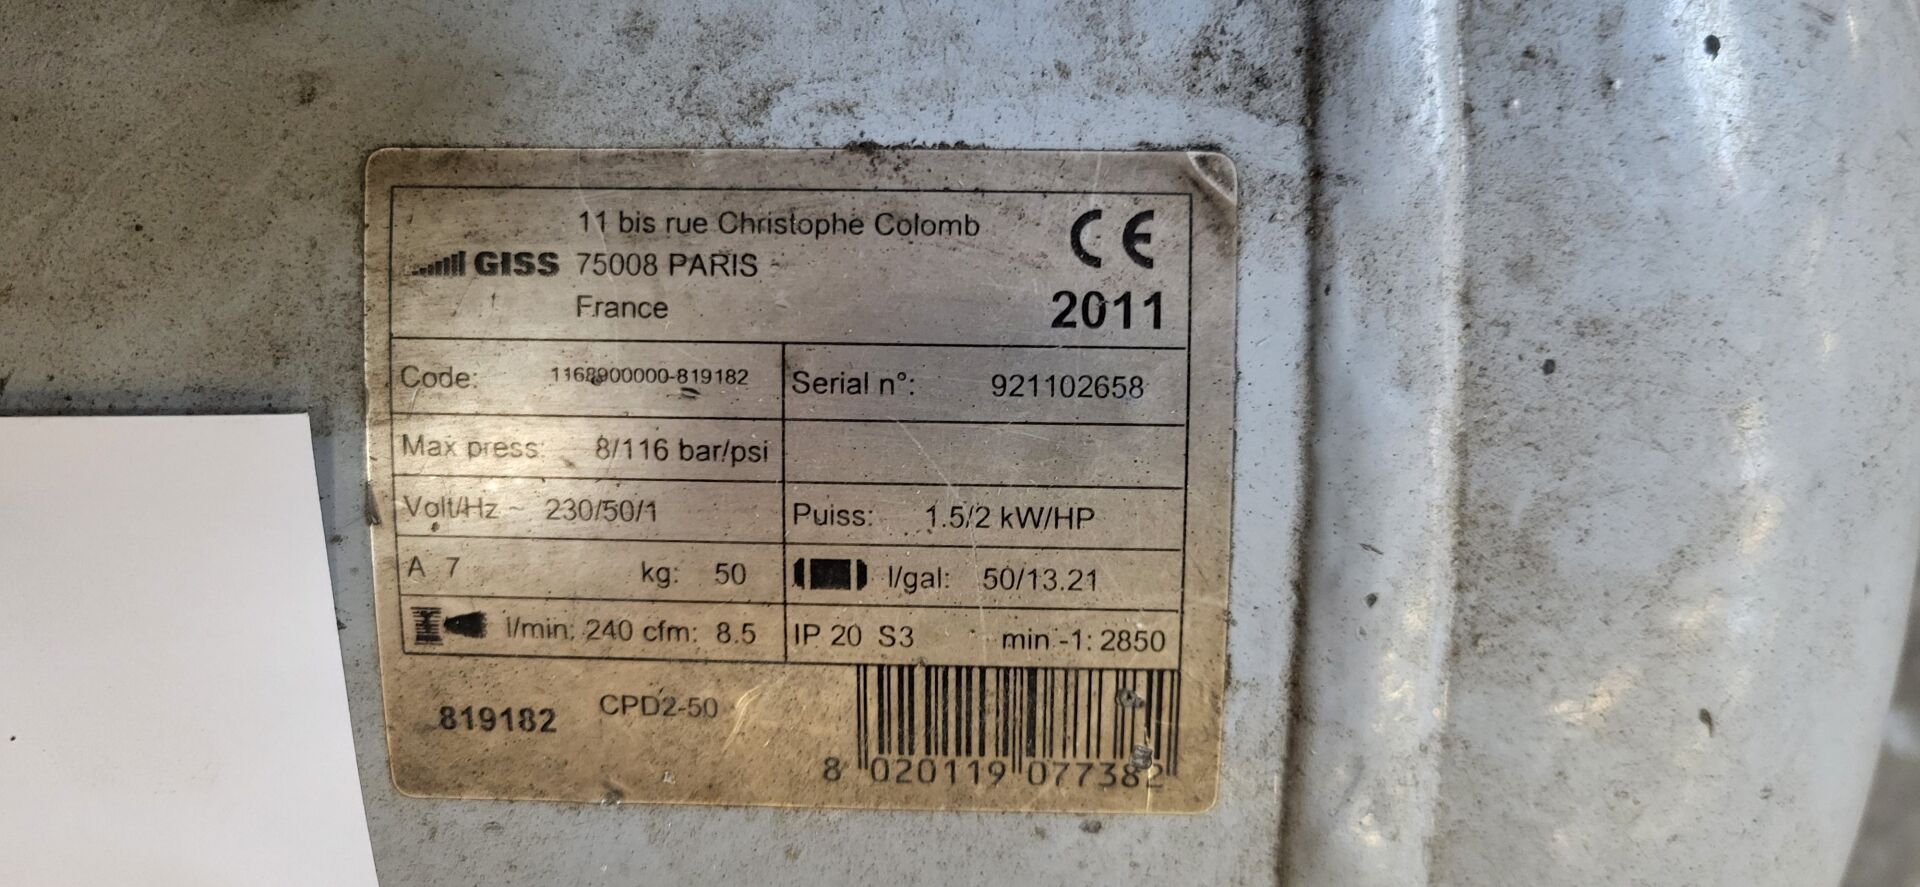 11 bis rue Christophe Colomb
GISS 75008 PARIS
France
CE
2011
Code: 1168900000-819182 Serial n°: 921102658
Max press: 8/116 bar/psi
Volt/Hz ~ 230/50/1 Puiss: 1.5/2 kW/HP
A 7 kg: 50 l/gal: 50/13.21
l/min: 240 cfm: 8.5 IP 20 S3 min -1: 2850
819182 CPD2-50
8 020119 077382